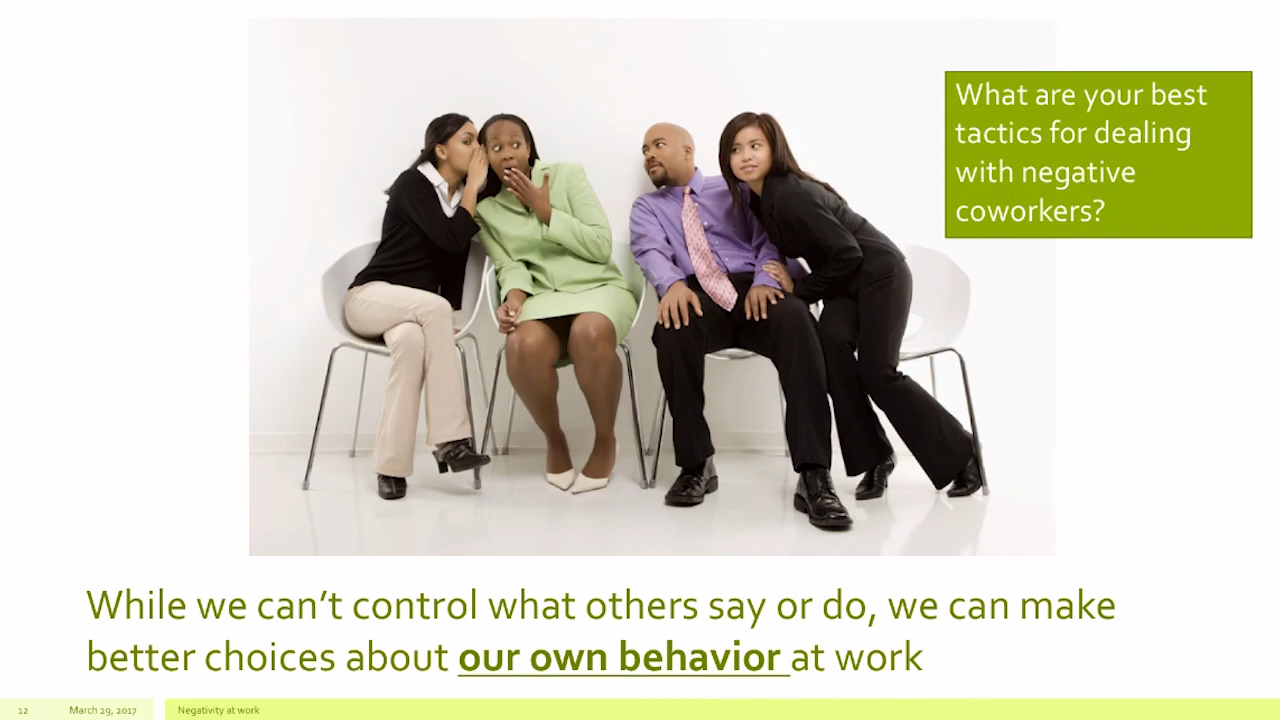 What are your best
tactics for dealing
with negative
coworkers?
While we can’t control what others say or do, we can make
better choices about our own behavior at work
12 March 29, 2017 Negativity at work